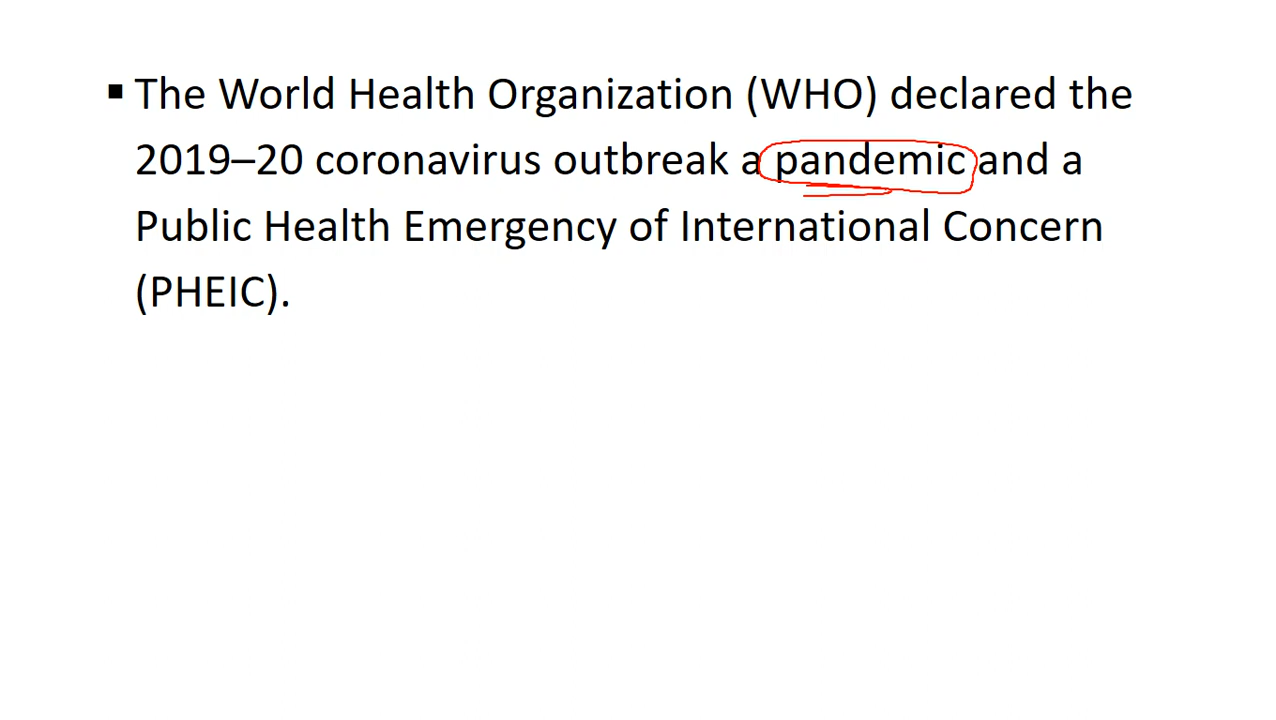 ▪ The World Health Organization (WHO) declared the
2019–20 coronavirus outbreak a pandemic and a
Public Health Emergency of International Concern
(PHEIC).